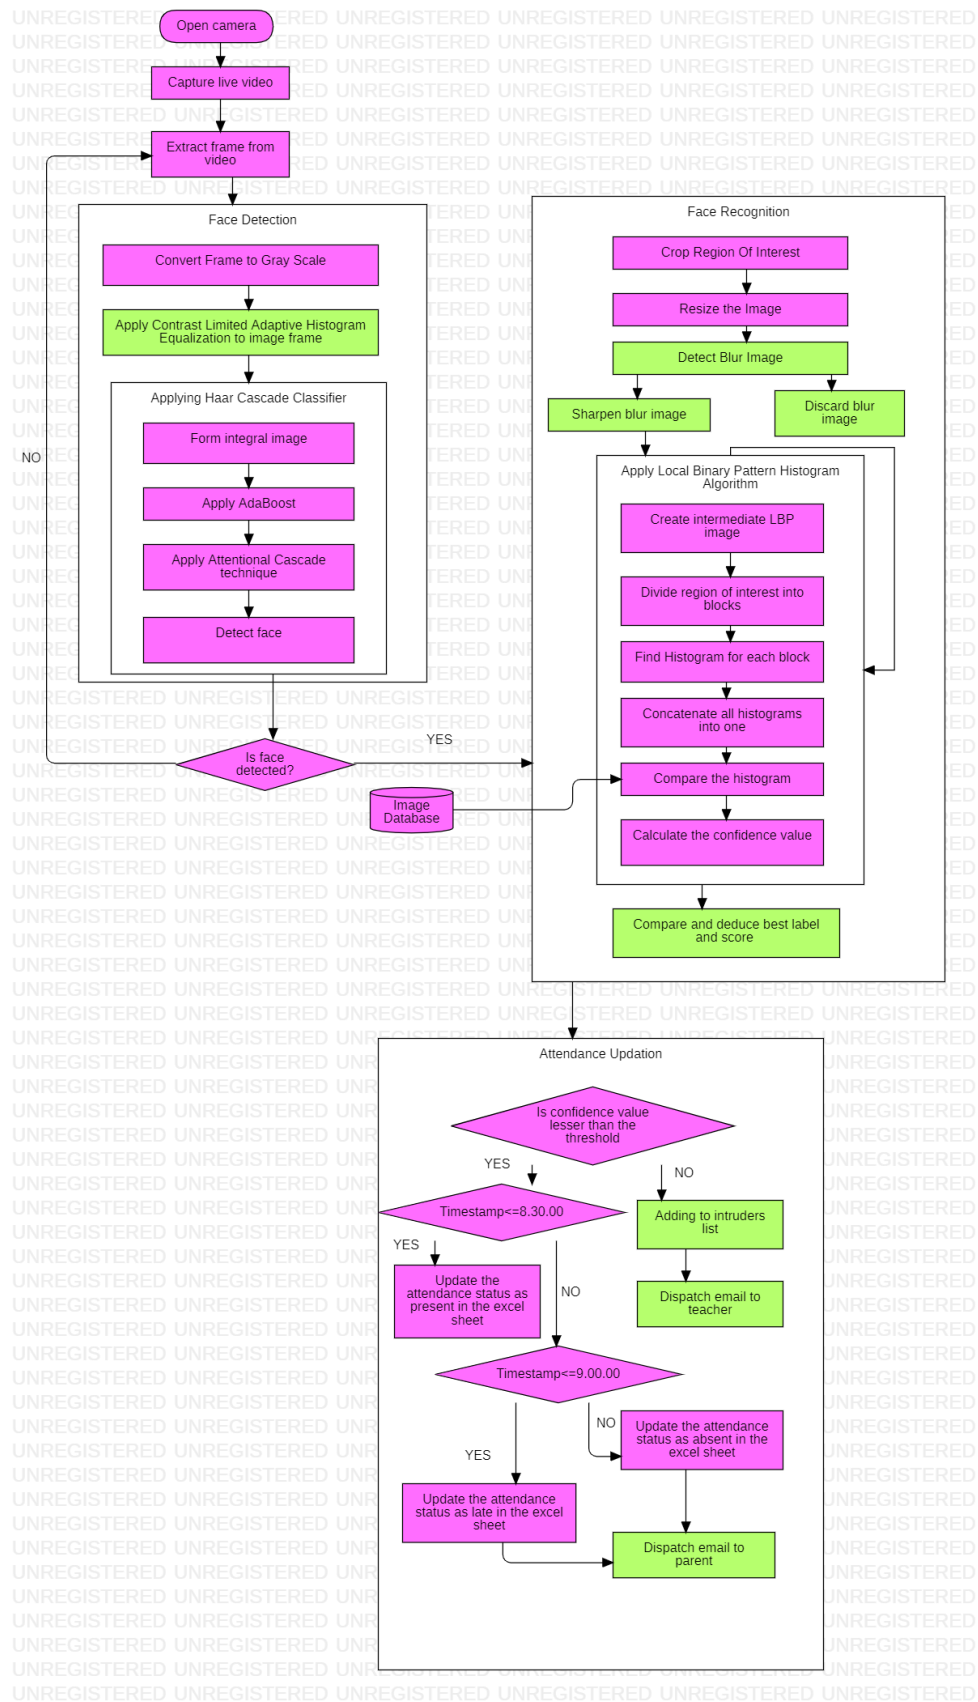 Open camera
Capture live video
Extract frame from
video
Face Detection
Convert Frame to Gray Scale
Apply Contrast Limited Adaptive Histogram
Equalization to image frame
Applying Haar Cascade Classifier
Form integral image
Apply AdaBoost
Apply Attentional Cascade
technique
Detect face
NO
Is face
detected?
YES
Image
Database
Face Recognition
Crop Region Of Interest
Resize the Image
Detect Blur Image
Sharpen blur image
Discard blur
image
Apply Local Binary Pattern Histogram
Algorithm
Create intermediate LBP
image
Divide region of interest into
blocks
Find Histogram for each block
Concatenate all histograms
into one
Compare the histogram
Calculate the confidence value
Compare and deduce best label
and score
Attendance Updation
Is confidence value
lesser than the
threshold
YES
NO
Timestamp<=8.30.00
Adding to intruders
list
YES
Update the
attendance status as
present in the excel
sheet
NO
Dispatch email to
teacher
Timestamp<=9.00.00
NO
Update the attendance
status as absent in the
excel sheet
YES
Update the attendance
status as late in the excel
sheet
Dispatch email to
parent
UNREGISTERED